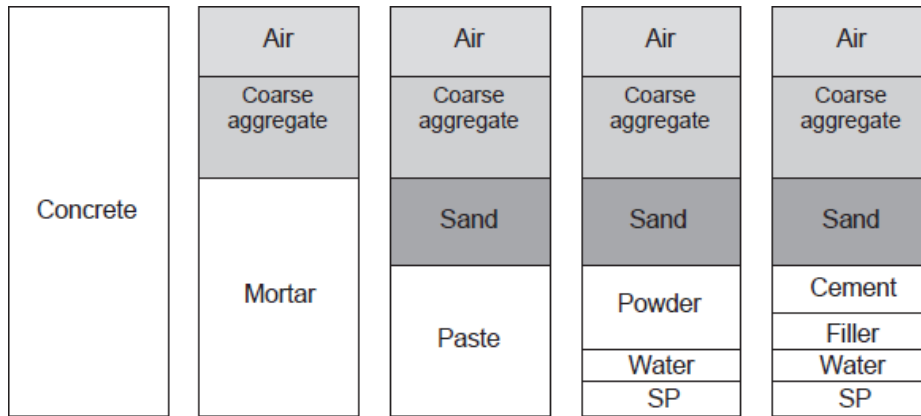 Concrete
Air
Coarse
aggregate
Mortar
Air
Coarse
aggregate
Sand
Paste
Air
Coarse
aggregate
Sand
Powder
Water
SP
Air
Coarse
aggregate
Sand
Cement
Filler
Water
SP